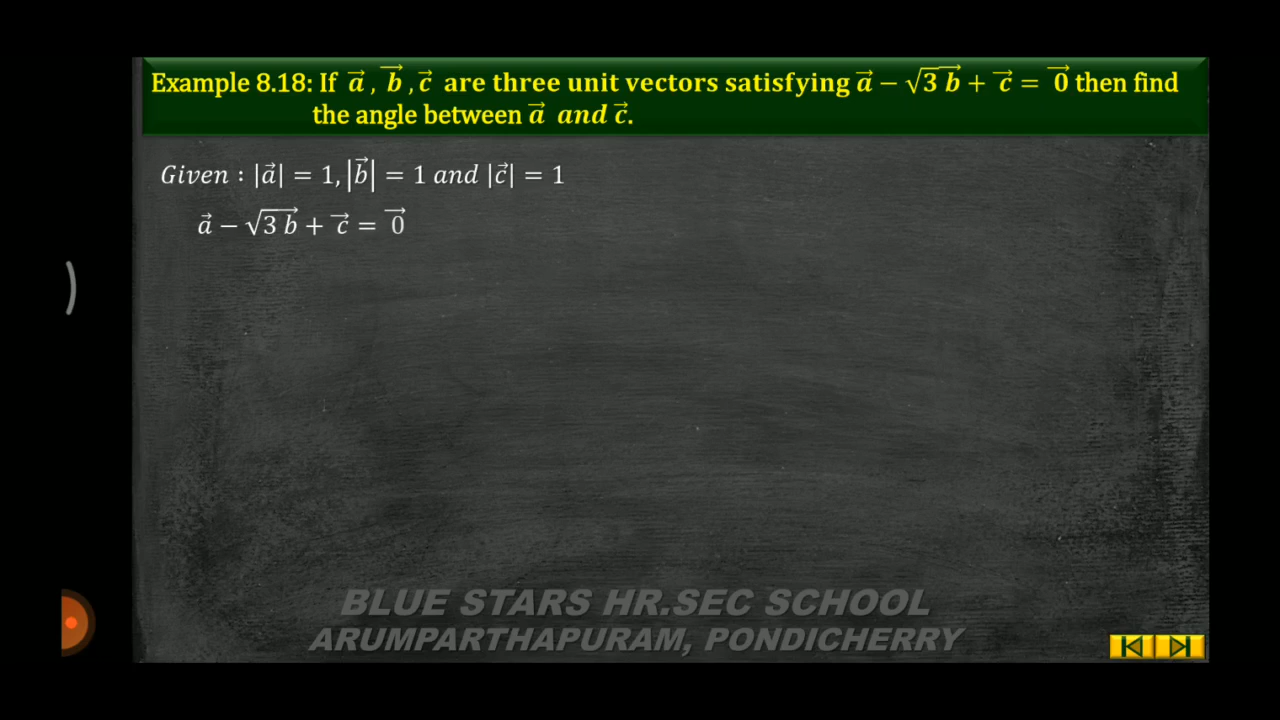 Example 8.18: If a⃗ , b⃗ , c⃗ are three unit vectors satisfying a⃗ − √3 b⃗ + c⃗ = 0⃗ then find
the angle between a⃗ and c⃗.
Given : |a⃗| = 1, |b⃗| = 1 and |c⃗| = 1
a⃗ − √3 b⃗ + c⃗ = 0⃗
BLUE STARS HR.SEC SCHOOL
ARUMPARTHAPURAM, PONDICHERRY